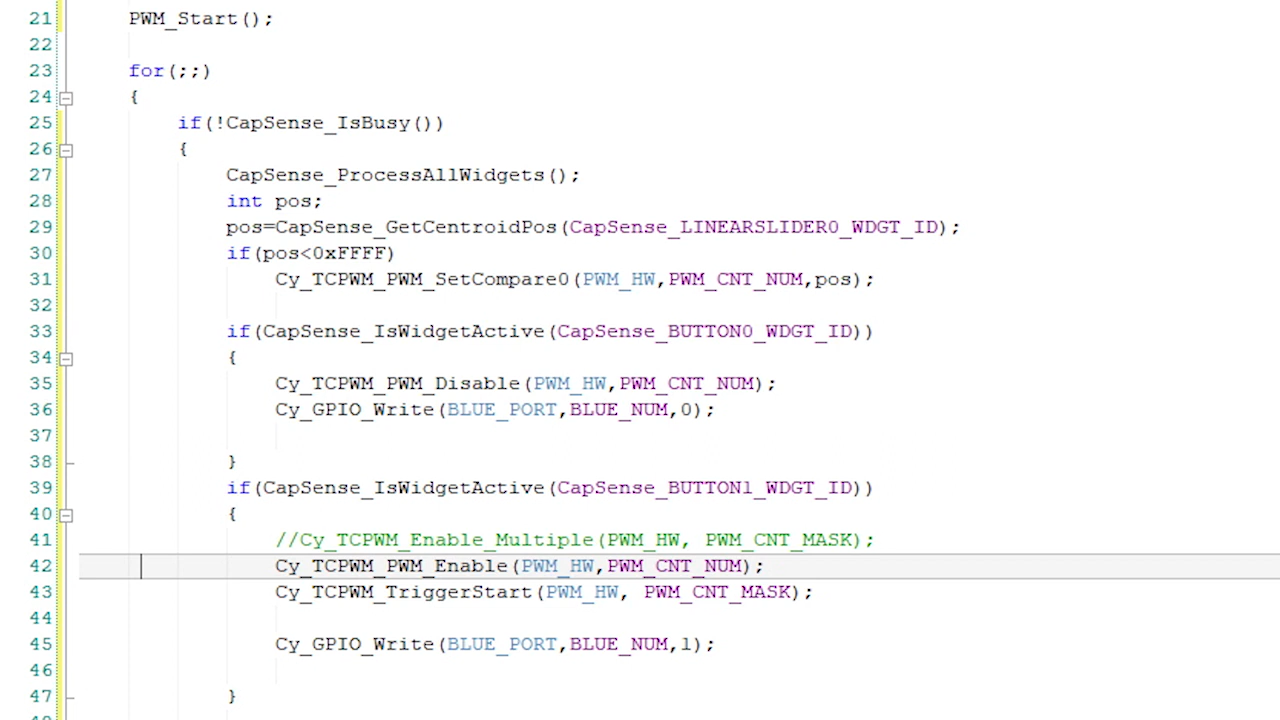 21 PWM_Start();
22
23 for(;;)
24 {
25 if(!CapSense_IsBusy())
26 {
27 CapSense_ProcessAllWidgets();
28 int pos;
29 pos=CapSense_GetCentroidPos(CapSense_LINEARSLIDER0_WDGT_ID);
30 if(pos<0xFFFF)
31 Cy_TCPWM_PWM_SetCompare0(PWM_HW,PWM_CNT_NUM,pos);
32
33 if(CapSense_IsWidgetActive(CapSense_BUTTON0_WDGT_ID))
34 {
35 Cy_TCPWM_PWM_Disable(PWM_HW,PWM_CNT_NUM);
36 Cy_GPIO_Write(BLUE_PORT,BLUE_NUM,0);
37
38 }
39 if(CapSense_IsWidgetActive(CapSense_BUTTON1_WDGT_ID))
40 {
41 //Cy_TCPWM_Enable_Multiple(PWM_HW, PWM_CNT_MASK);
42 Cy_TCPWM_PWM_Enable(PWM_HW,PWM_CNT_NUM);
43 Cy_TCPWM_TriggerStart(PWM_HW, PWM_CNT_MASK);
44
45 Cy_GPIO_Write(BLUE_PORT,BLUE_NUM,1);
46
47 }